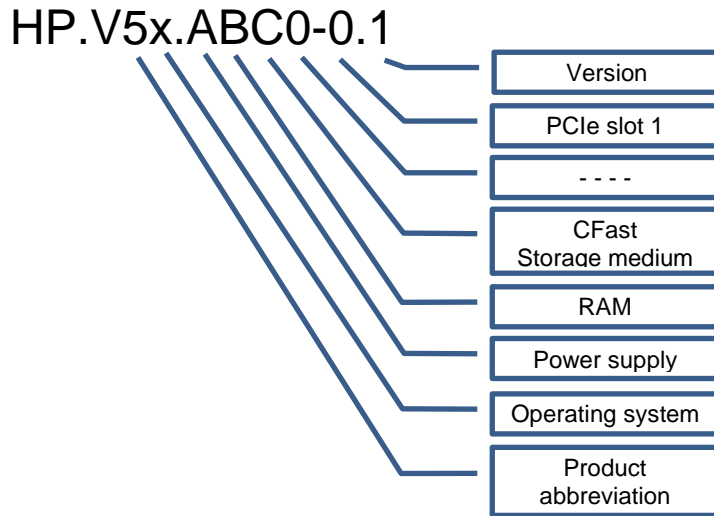 HP.V5x.ABC0-0.1
Version
PCIe slot 1
- - - -
CFast
Storage medium
RAM
Power supply
Operating system
Product
abbreviation